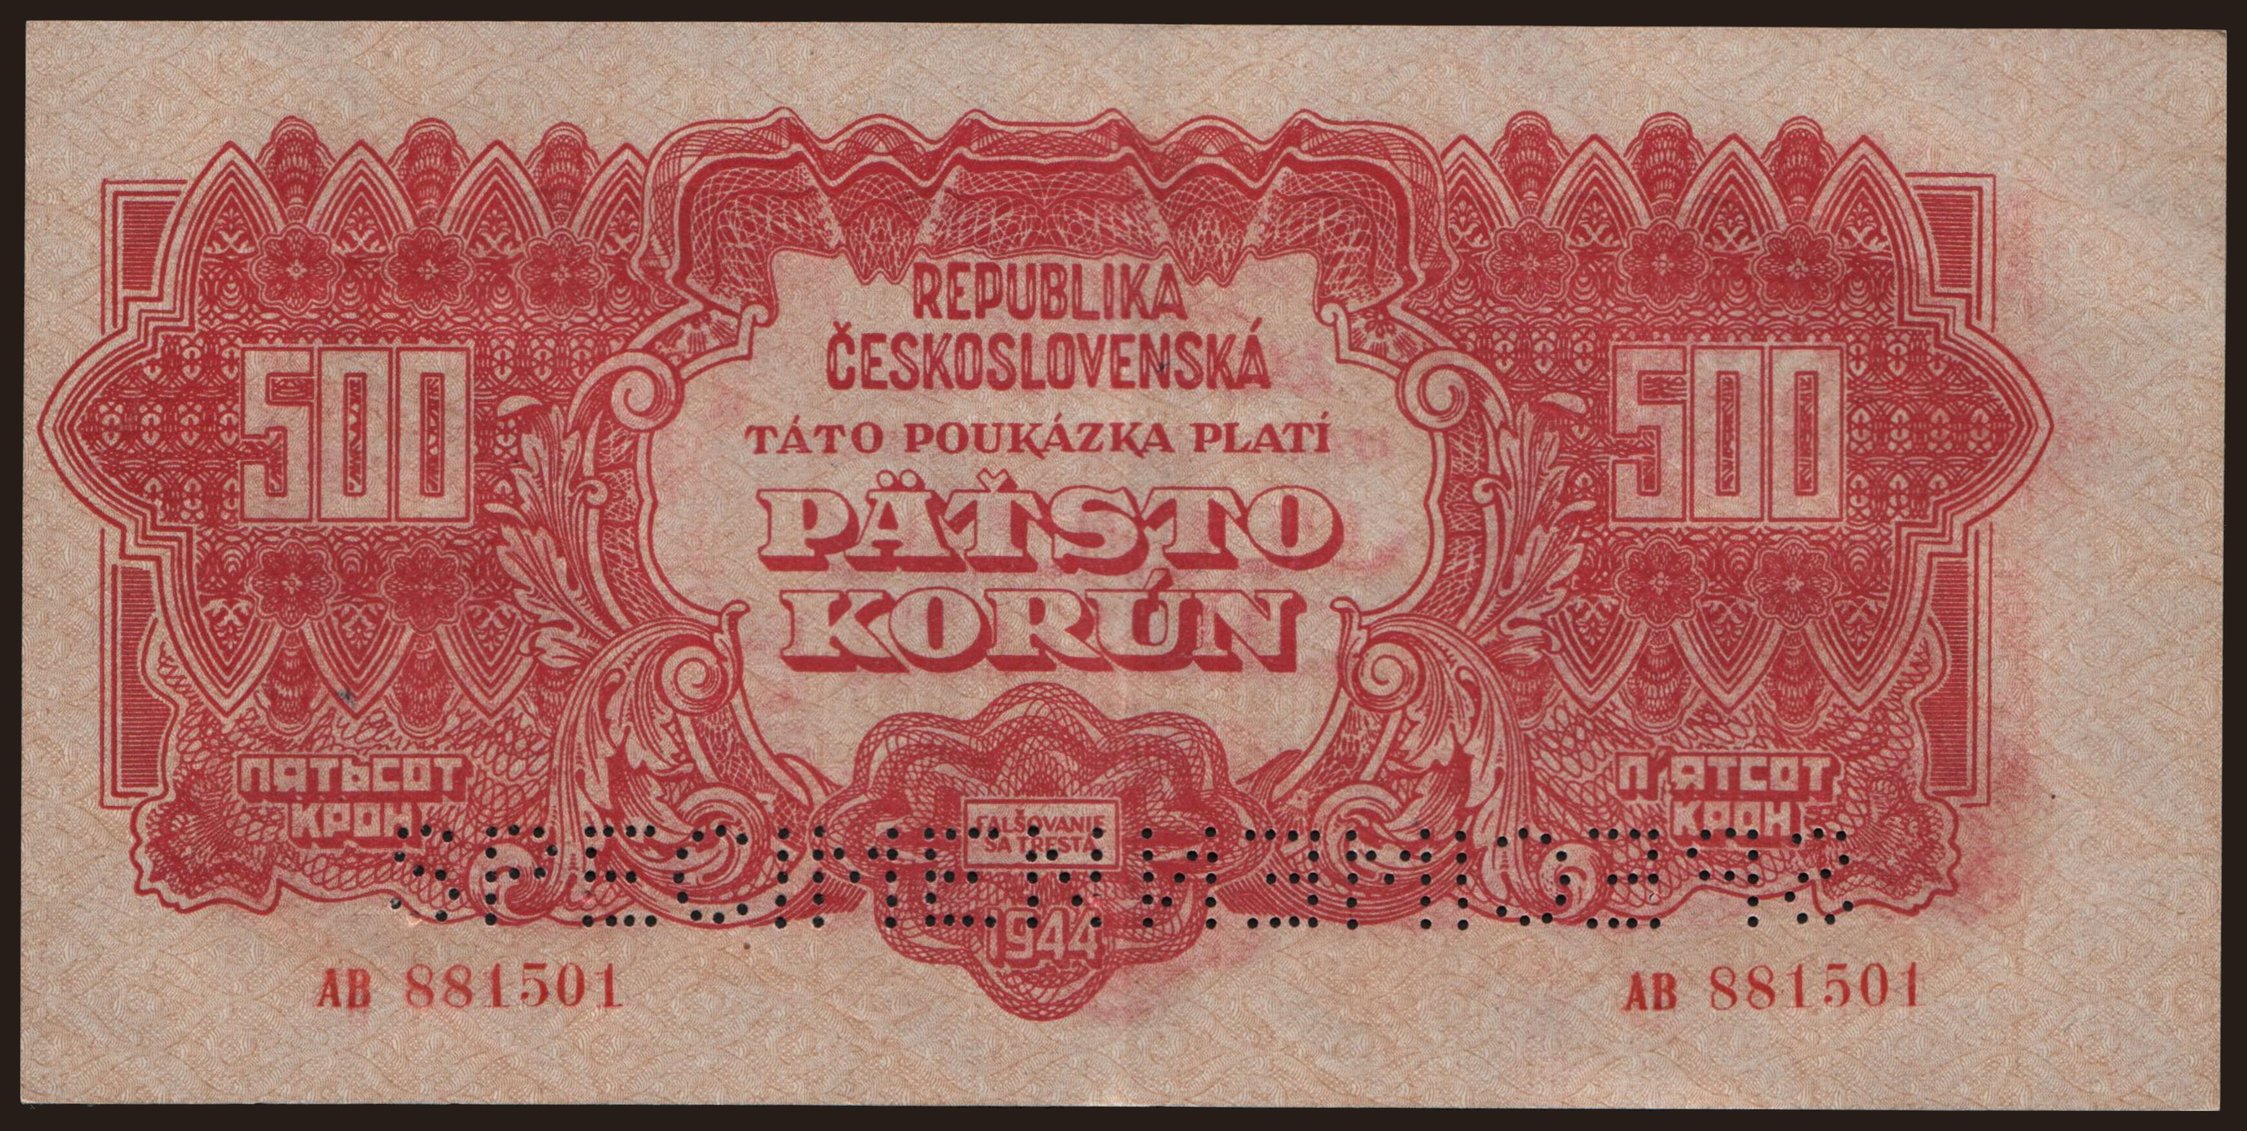 REPUBLIKA
ČESKOSLOVENSKÁ
TÁTO POUKÁZKA PLATÍ
PÄŤSTO
KORÚN
500
500
ПЯТЬСОТ
КРОН
П'ЯТСОТ
КРОН
FALŠOVANIE
SA TRESTÁ
1944
SPECIMEN
AB 881501
AB 881501